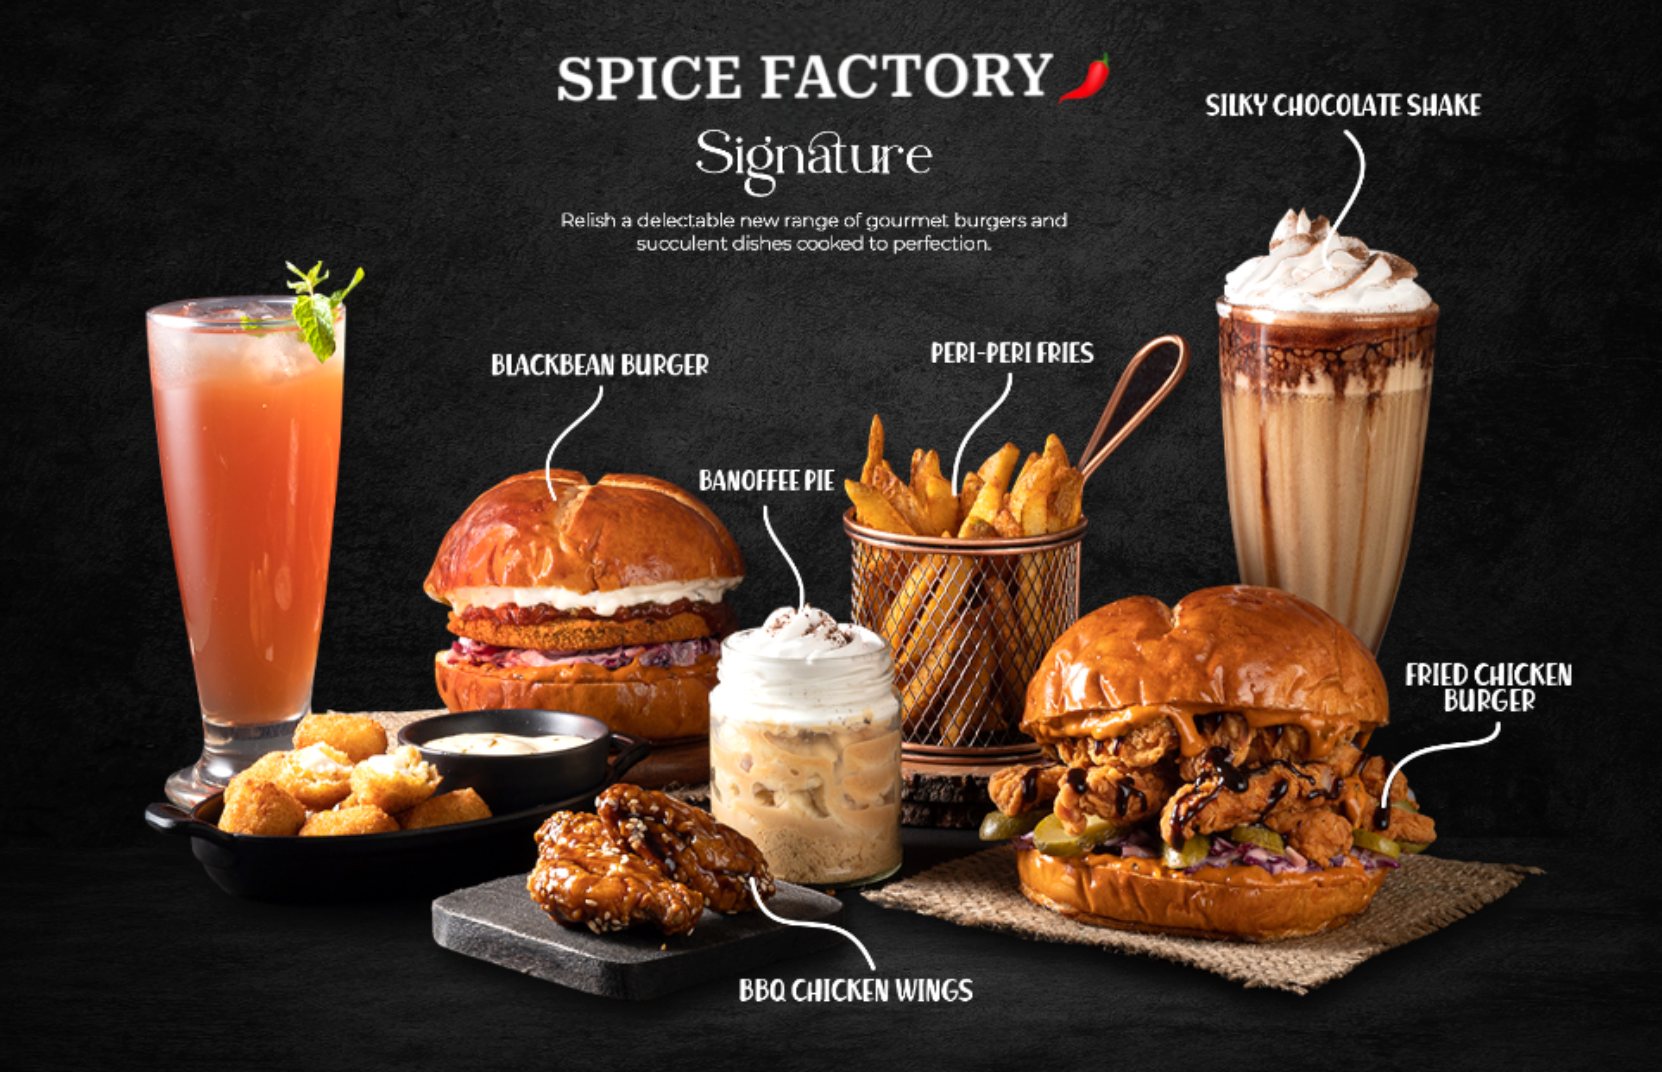 SPICE FACTORY
Signature
Relish a delectable new range of gourmet burgers and
succulent dishes cooked to perfection.
SILKY CHOCOLATE SHAKE
BLACKBEAN BURGER
PERI-PERI FRIES
BANOFFEE PIE
FRIED CHICKEN
BURGER
BBQ CHICKEN WINGS